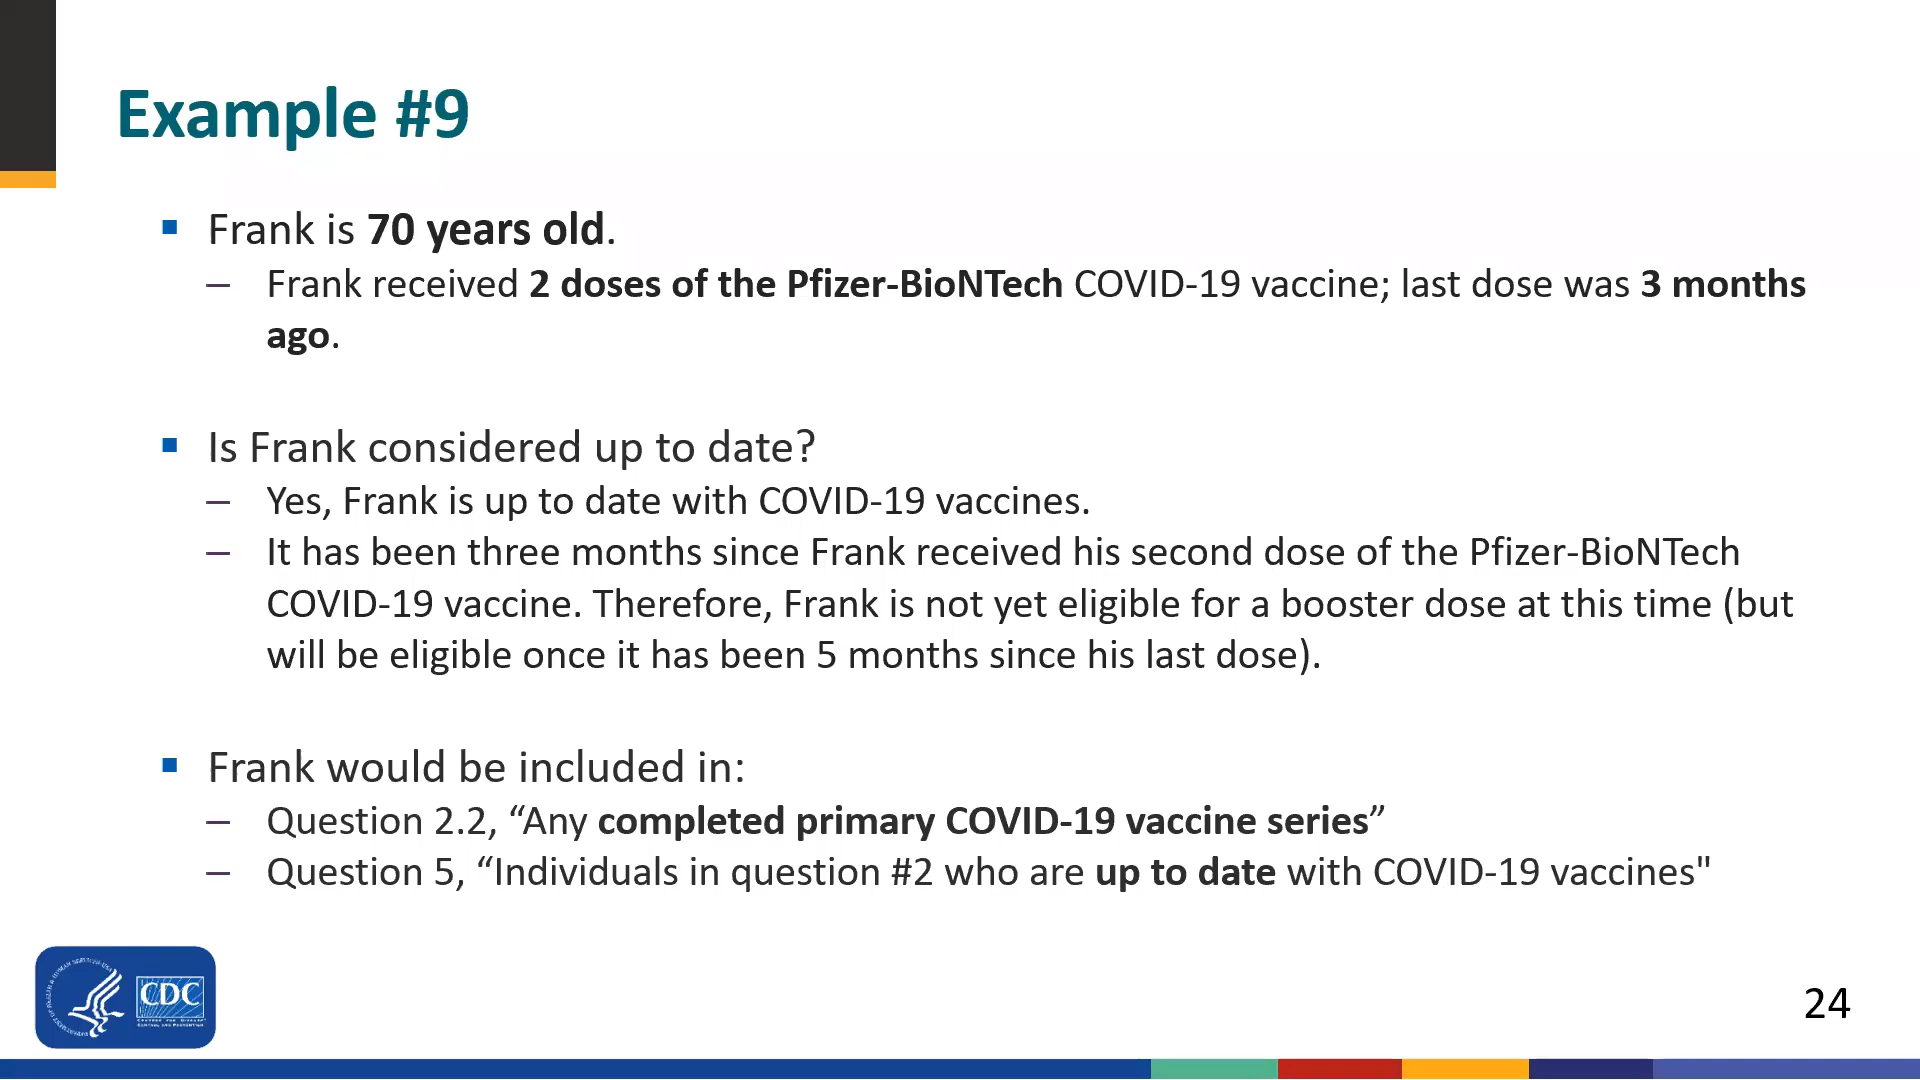 Example #9
▪ Frank is 70 years old.
– Frank received 2 doses of the Pfizer-BioNTech COVID-19 vaccine; last dose was 3 months
ago.
▪ Is Frank considered up to date?
– Yes, Frank is up to date with COVID-19 vaccines.
– It has been three months since Frank received his second dose of the Pfizer-BioNTech
COVID-19 vaccine. Therefore, Frank is not yet eligible for a booster dose at this time (but
will be eligible once it has been 5 months since his last dose).
▪ Frank would be included in:
– Question 2.2, “Any completed primary COVID-19 vaccine series”
– Question 5, “Individuals in question #2 who are up to date with COVID-19 vaccines"
CDC
24